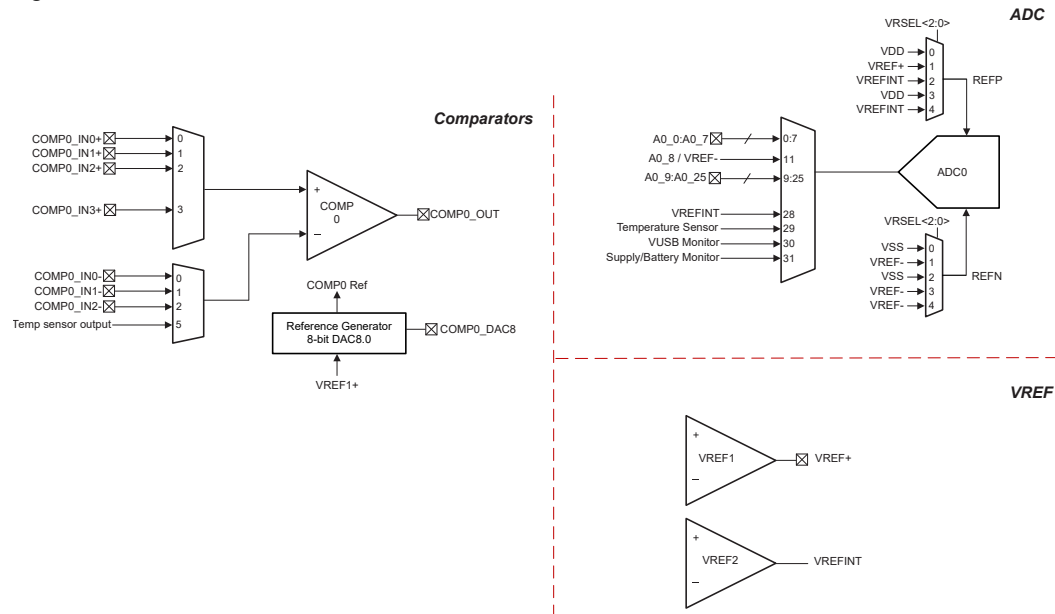 Comparators
COMP0_IN0+
COMP0_IN1+
COMP0_IN2+
COMP0_IN3+
0
1
2
3
COMP0_IN0-
COMP0_IN1-
COMP0_IN2-
Temp sensor output
0
1
2
5
+
COMP
0
–
COMP0_OUT
COMP0 Ref
Reference Generator
8-bit DAC8.0
COMP0_DAC8
VREF1+
ADC
VRSEL<2:0>
VDD 0
VREF+ 1
VREFINT 2
VDD 3
VREFINT 4
REFP
A0_0:A0_7 0:7
A0_8 / VREF- 11
A0_9:A0_25 9:25
VREFINT 28
Temperature Sensor 29
VUSB Monitor 30
Supply/Battery Monitor 31
ADC0
VRSEL<2:0>
VSS 0
VREF- 1
VSS 2
VREF- 3
VREF- 4
REFN
VREF
+
VREF1
–
VREF+
+
VREF2
–
VREFINT